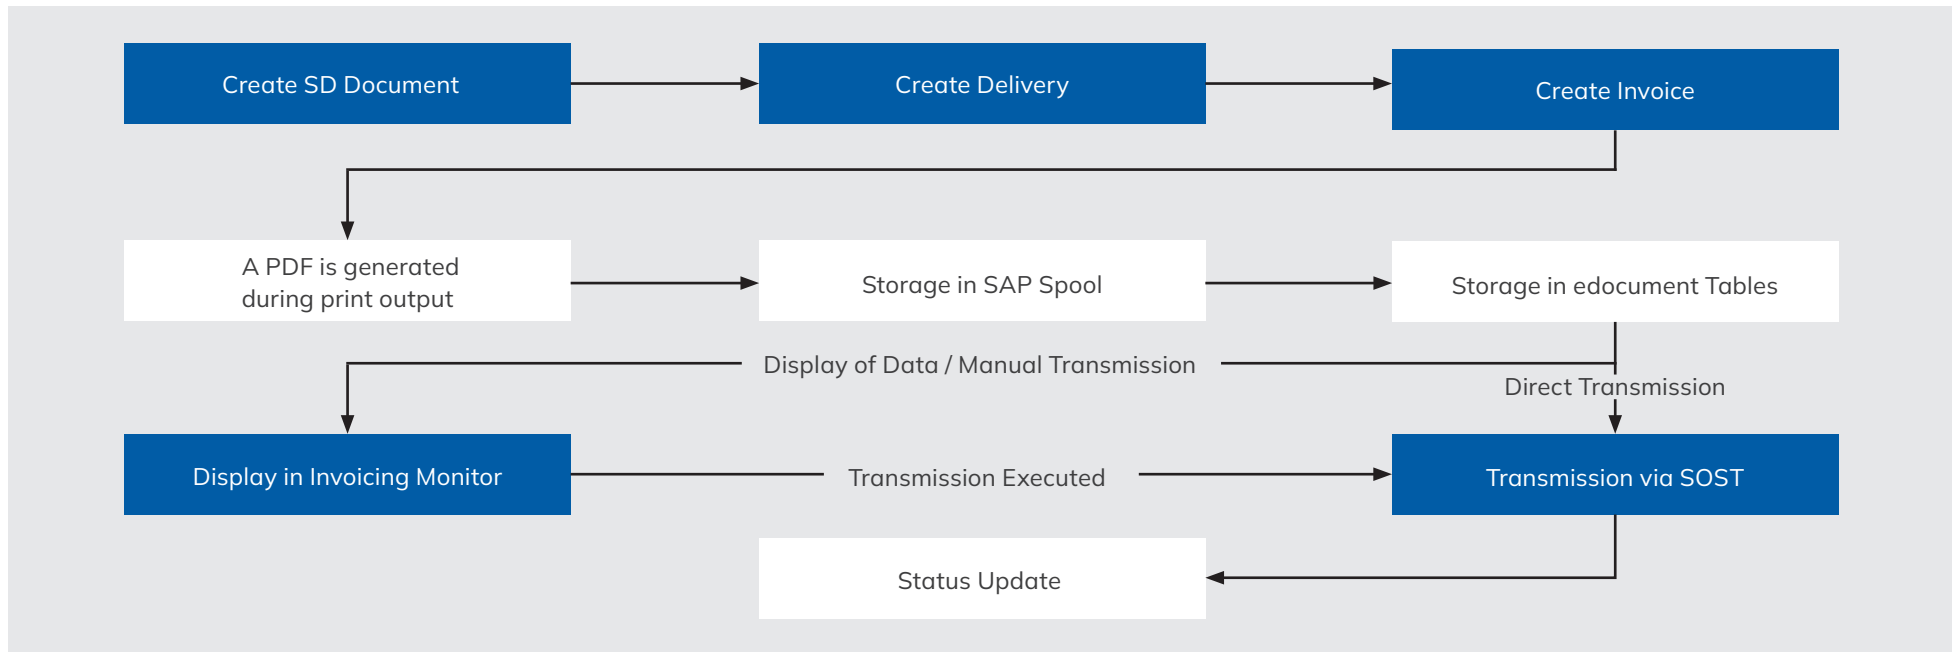 Create SD Document
Create Delivery
Create Invoice
A PDF is generated
during print output
Storage in SAP Spool
Storage in edocument Tables
Display of Data / Manual Transmission
Direct Transmission
Display in Invoicing Monitor
Transmission Executed
Transmission via SOST
Status Update